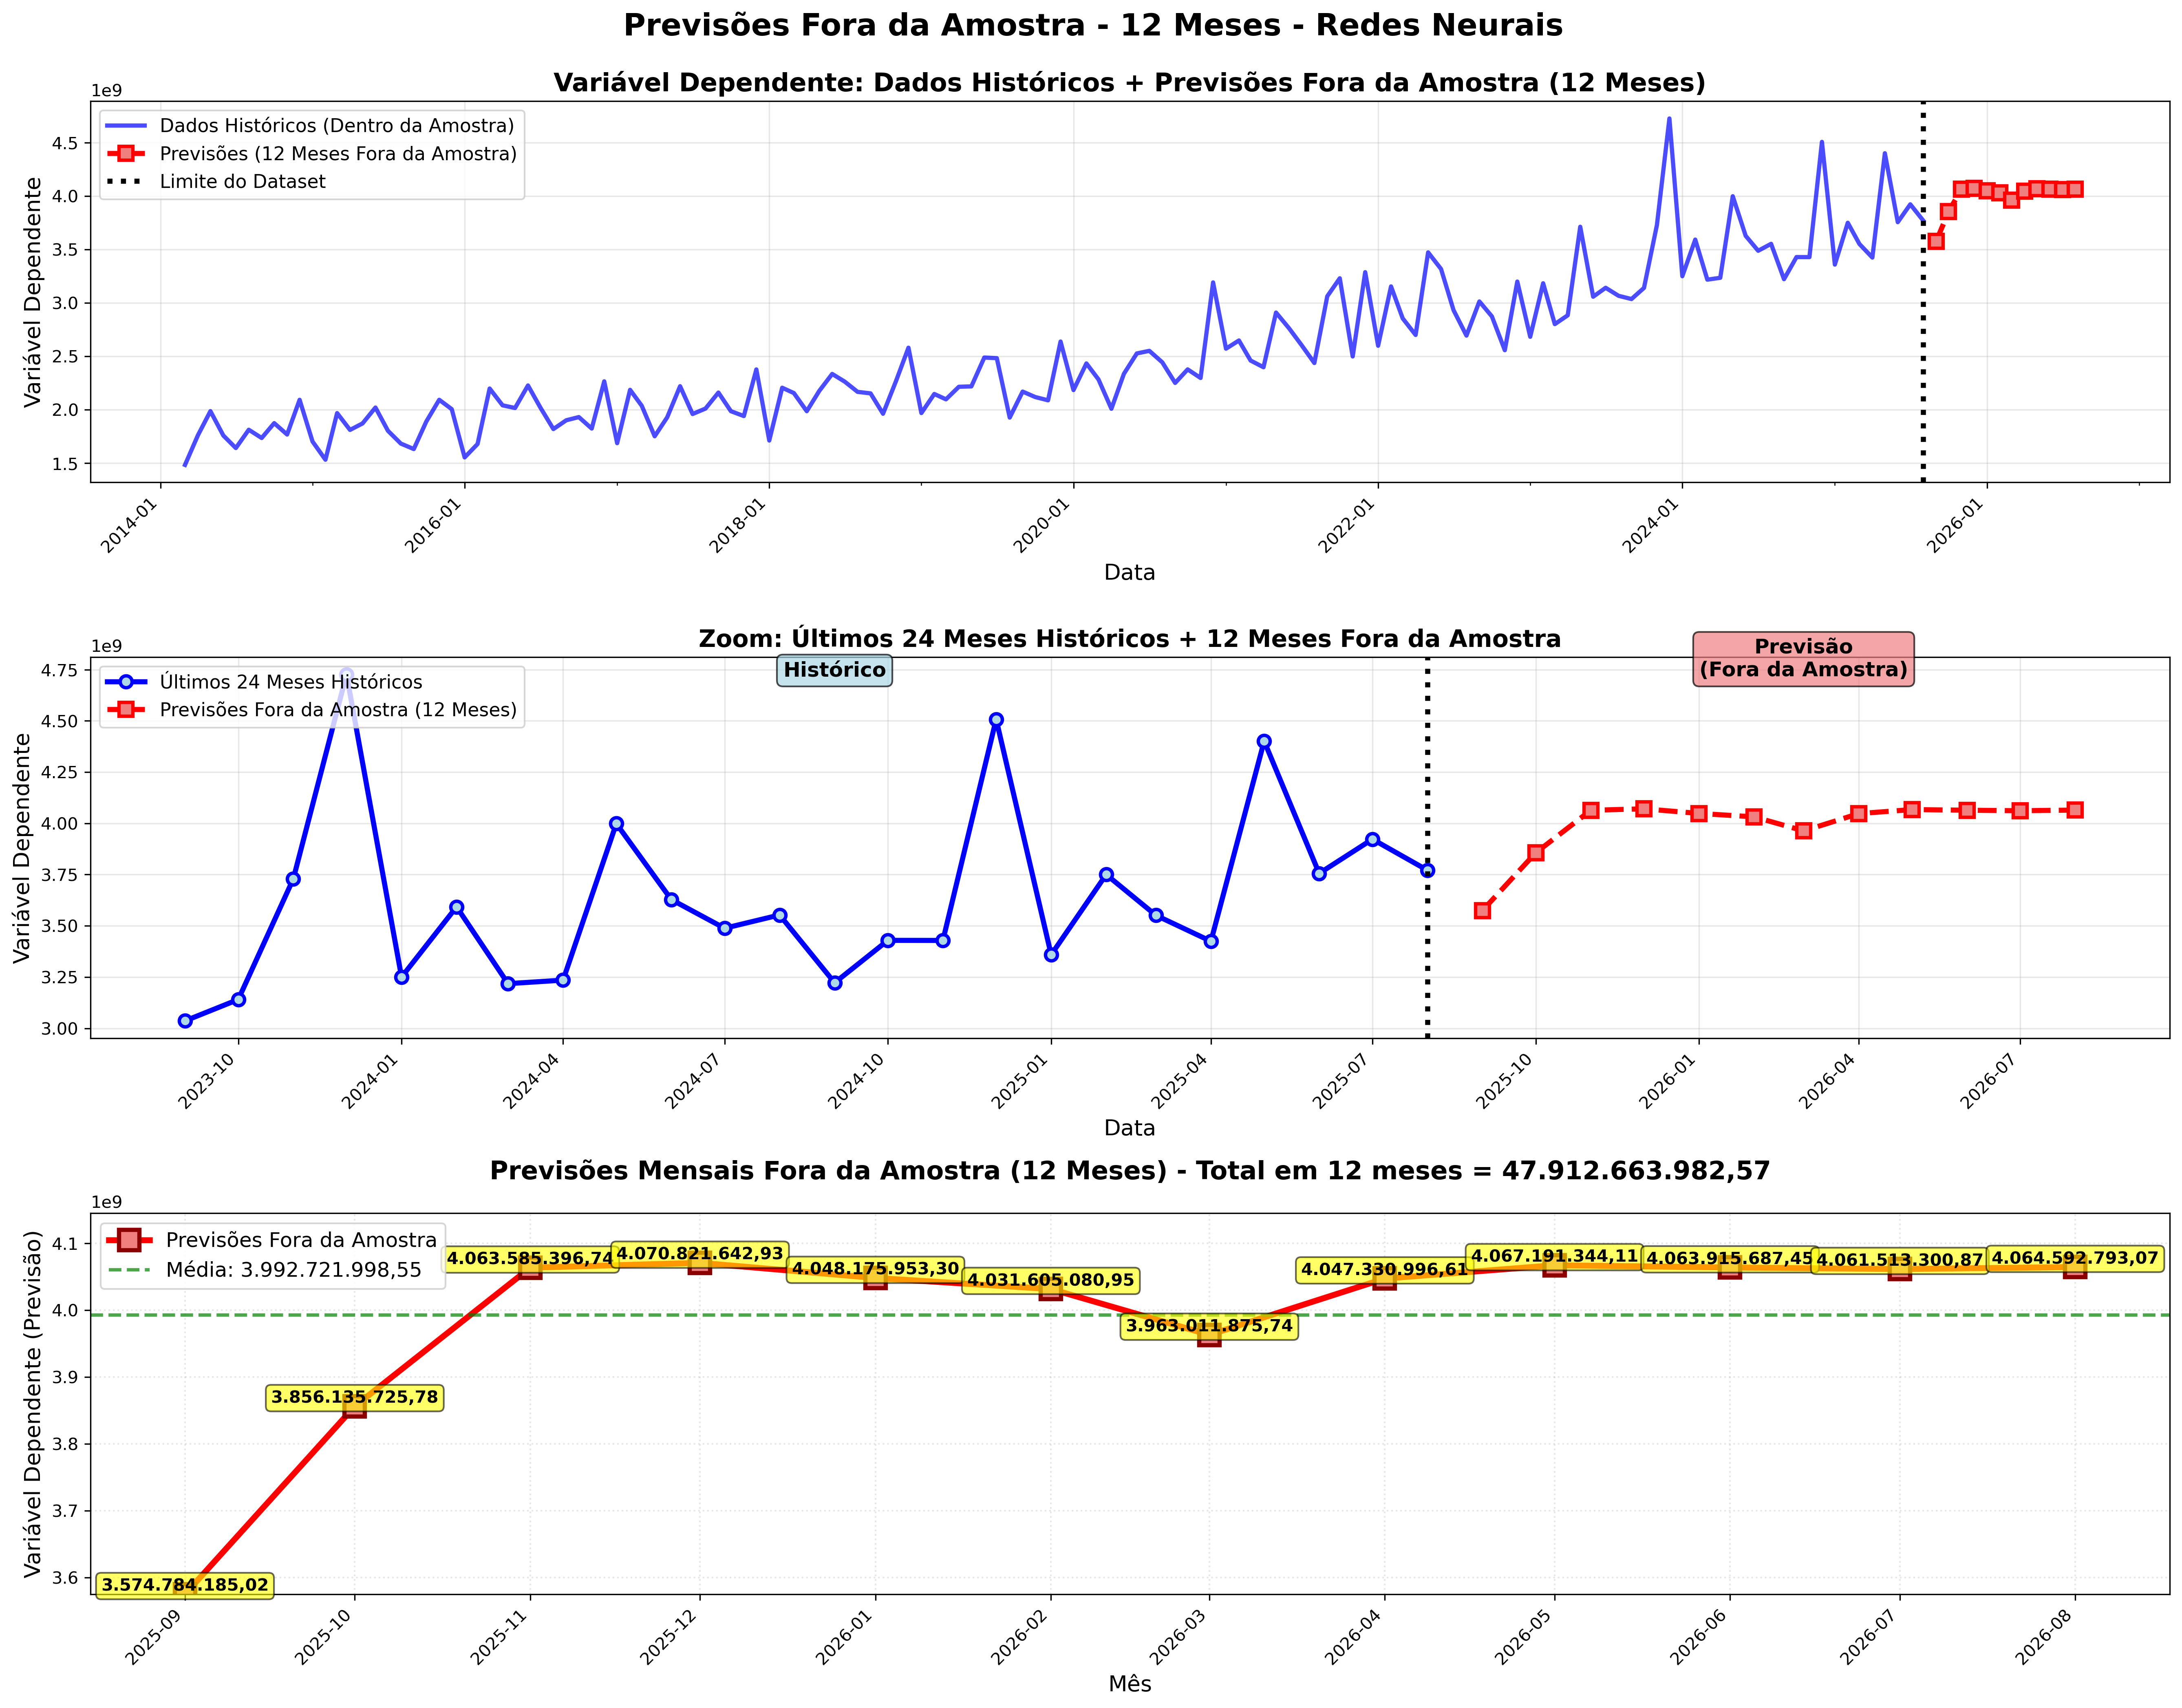 Previsões Fora da Amostra - 12 Meses - Redes Neurais
Variável Dependente: Dados Históricos + Previsões Fora da Amostra (12 Meses)
1e9
Dados Históricos (Dentro da Amostra)
Previsões (12 Meses Fora da Amostra)
Limite do Dataset
Variável Dependente
4.5
4.0
3.5
3.0
2.5
2.0
1.5
2014-01
2016-01
2018-01
2020-01
2022-01
2024-01
2026-01
Data
Zoom: Últimos 24 Meses Históricos + 12 Meses Fora da Amostra
1e9
Últimos 24 Meses Históricos
Previsões Fora da Amostra (12 Meses)
Histórico
Previsão
(Fora da Amostra)
Variável Dependente
4.75
4.50
4.25
4.00
3.75
3.50
3.25
3.00
2023-10
2024-01
2024-04
2024-07
2024-10
2025-01
2025-04
2025-07
2025-10
2026-01
2026-04
2026-07
Data
Previsões Mensais Fora da Amostra (12 Meses) - Total em 12 meses = 47.912.663.982,57
1e9
Previsões Fora da Amostra
Média: 3.992.721.998,55
Variável Dependente (Previsão)
4.1
4.0
3.9
3.8
3.7
3.6
3.574.784.185,02
3.856.135.725,78
4.063.585.396,74
4.070.821.642,93
4.048.175.953,30
4.031.605.080,95
3.963.011.875,74
4.047.330.996,61
4.067.191.344,11
4.063.915.687,45
4.061.513.300,87
4.064.592.793,07
2025-09
2025-10
2025-11
2025-12
2026-01
2026-02
2026-03
2026-04
2026-05
2026-06
2026-07
2026-08
Mês